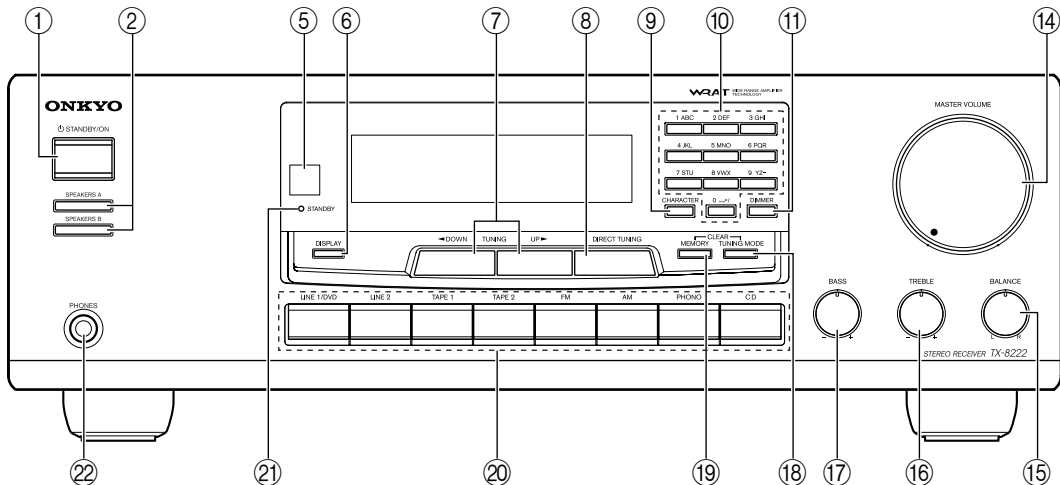 ① ② ⑤ ⑥ ⑦ ⑧ ⑨ ⑩ ⑪ ⑭
ONKYO
WRAT WIDE RANGE AMPLIFIER
TECHNOLOGY
MASTER VOLUME
STANDBY/ON
1 ABC 2 DEF 3 GHI
4 JKL 5 MNO 6 PQR
7 STU 8 VWX 9 YZ-
SPEAKERS A
SPEAKERS B
CHARACTER 0 DIMMER
STANDBY
DISPLAY
DOWN TUNING UP
DIRECT TUNING
CLEAR
MEMORY TUNING MODE
LINE 1/DVD LINE 2 TAPE 1 TAPE 2 FM AM PHONO CD
BASS TREBLE BALANCE
- + - + L R
PHONES
STEREO RECEIVER TX-8222
㉒ ㉑ ⑳ ⑲ ⑱ ⑰ ⑯ ⑮